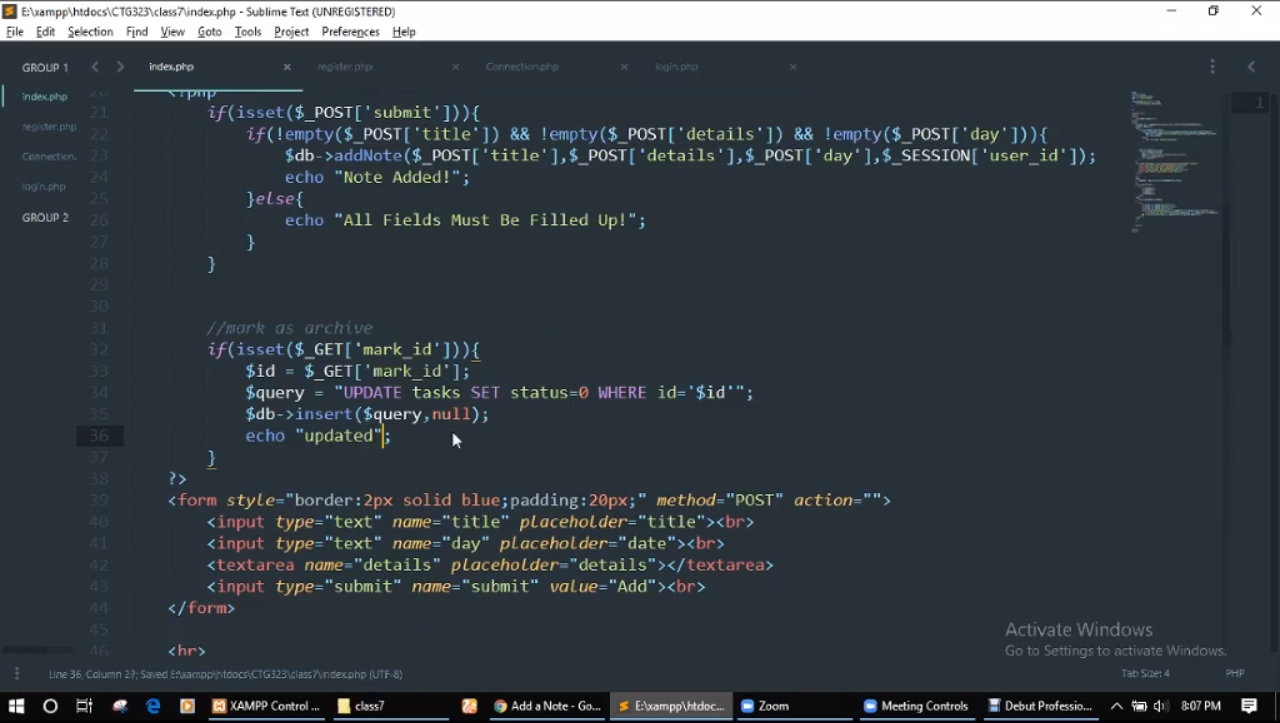 E:\xampp\htdocs\CTG323\class7\index.php - Sublime Text (UNREGISTERED)
File Edit Selection Find View Goto Tools Project Preferences Help
GROUP 1
index.php
register.php
Connection.
login.php
GROUP 2
index.php register.php Connection.php login.php
20 <?php
21 if(isset($_POST['submit'])){
22 if(!empty($_POST['title']) && !empty($_POST['details']) && !empty($_POST['day'])){
23 $db->addNote($_POST['title'],$_POST['details'],$_POST['day'],$_SESSION['user_id']);
24 echo "Note Added!";
25 }else{
26 echo "All Fields Must Be Filled Up!";
27 }
28 }
29
30
31 //mark as archive
32 if(isset($_GET['mark_id'])){
33 $id = $_GET['mark_id'];
34 $query = "UPDATE tasks SET status=0 WHERE id='$id'";
35 $db->insert($query,null);
36 echo "updated";
37 }
38 ?>
39 <form style="border:2px solid blue;padding:20px;" method="POST" action="">
40 <input type="text" name="title" placeholder="title"><br>
41 <input type="text" name="day" placeholder="date"><br>
42 <textarea name="details" placeholder="details"></textarea>
43 <input type="submit" name="submit" value="Add"><br>
44 </form>
45
46 <hr>
1
Activate Windows
Go to Settings to activate Windows.
Line 36, Column 27; Saved E:\xampp\htdocs\CTG323\class7\index.php (UTF-8)
Tab Size: 4 PHP
XAMPP Control ... class7 Add a Note - Go... E:\xampp\htdoc... Zoom Meeting Controls Debut Professio... 8:07 PM